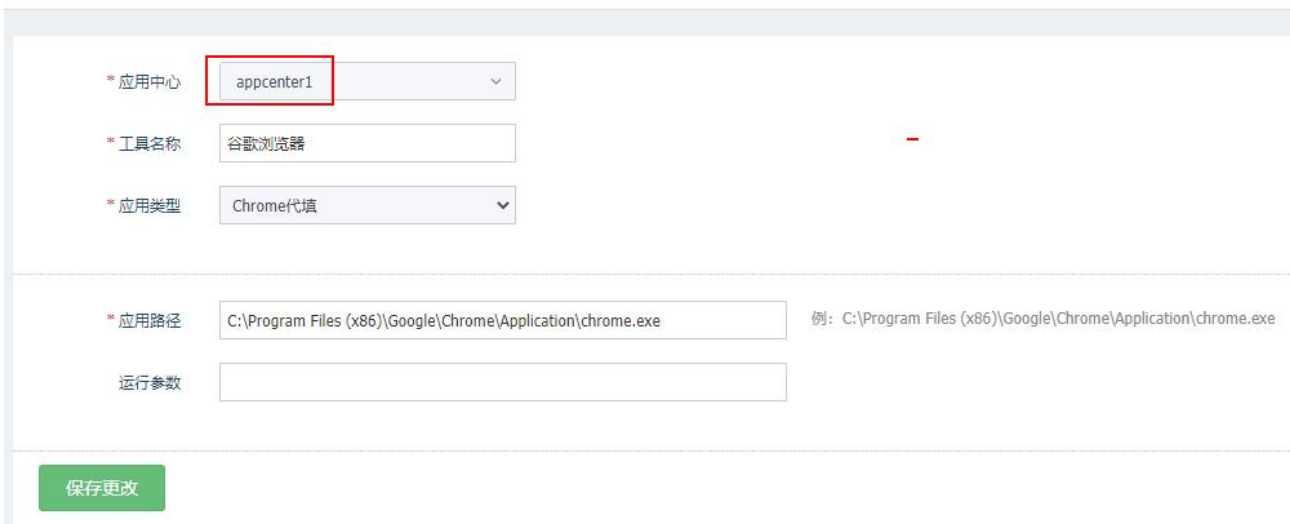 * 应用中心 appcenter1
* 工具名称 谷歌浏览器
* 应用类型 Chrome代填
* 应用路径 C:\Program Files (x86)\Google\Chrome\Application\chrome.exe 例：C:\Program Files (x86)\Google\Chrome\Application\chrome.exe
运行参数
保存更改